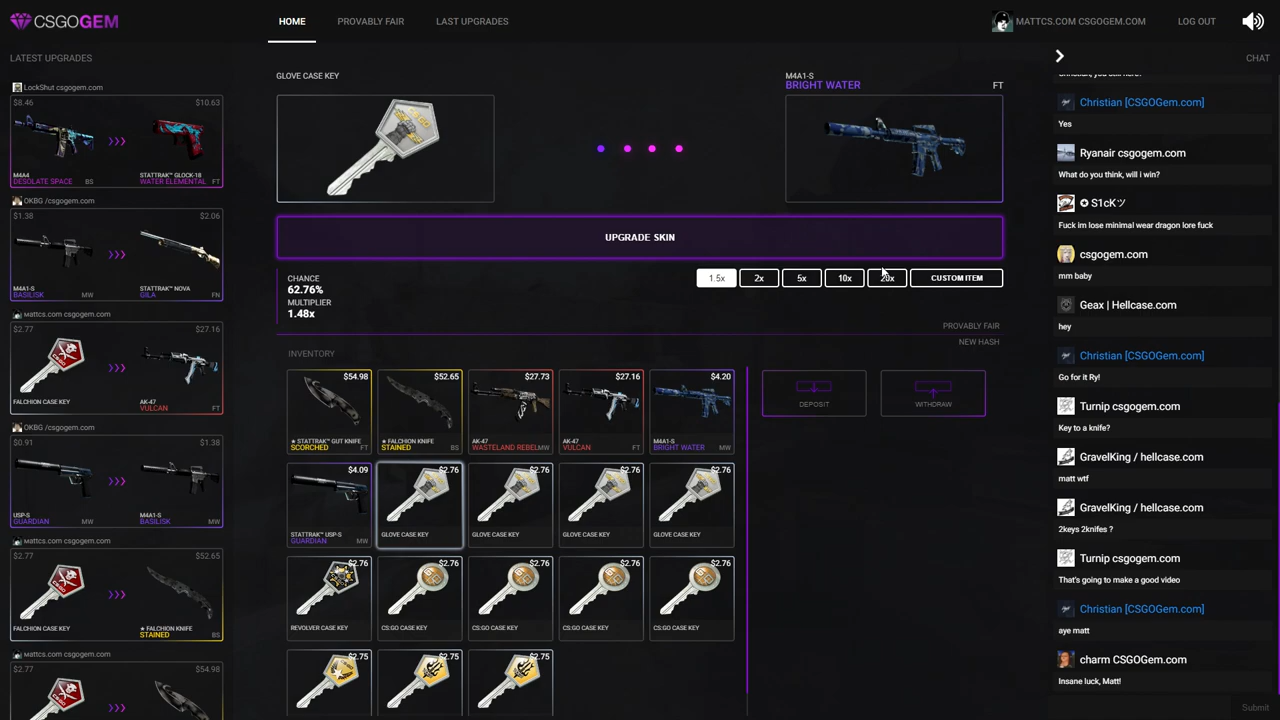 CSGOGEM
HOME
PROVABLY FAIR
LAST UPGRADES
MATTCS.COM CSGOGEM.COM
LOG OUT
LATEST UPGRADES
LockShut csgogem.com
$8.46
$10.63
M4A4
DESOLATE SPACE BS
STATTRAK™ GLOCK-18
WATER ELEMENTAL FT
OKBG /csgogem.com
$1.38
$2.06
M4A1-S
BASILISK MW
STATTRAK™ NOVA
GILA FN
mattcs.com csgogem.com
$2.77
$27.16
FALCHION CASE KEY
AK-47
VULCAN FT
OKBG /csgogem.com
$0.91
$1.38
USP-S
GUARDIAN MW
M4A1-S
BASILISK MW
mattcs.com csgogem.com
$2.77
$52.65
FALCHION CASE KEY
★ FALCHION KNIFE
STAINED BS
mattcs.com csgogem.com
$2.77
$54.98
GLOVE CASE KEY
M4A1-S
BRIGHT WATER FT
UPGRADE SKIN
CHANCE
62.76%
MULTIPLIER
1.48x
1.5x
2x
5x
10x
20x
CUSTOM ITEM
PROVABLY FAIR
NEW HASH
INVENTORY
$54.98
★ STATTRAK™ GUT KNIFE
SCORCHED FT
$52.65
★ FALCHION KNIFE
STAINED BS
$27.73
AK-47
WASTELAND REBEL MW
$27.16
AK-47
VULCAN FT
$4.20
M4A1-S
BRIGHT WATER MW
$4.09
STATTRAK™ USP-S
GUARDIAN MW
$2.76
GLOVE CASE KEY
$2.76
GLOVE CASE KEY
$2.76
GLOVE CASE KEY
$2.76
GLOVE CASE KEY
$2.76
REVOLVER CASE KEY
$2.76
CS:GO CASE KEY
$2.76
CS:GO CASE KEY
$2.76
CS:GO CASE KEY
$2.76
CS:GO CASE KEY
$2.75
$2.75
$2.75
DEPOSIT
WITHDRAW
CHAT
Christian [CSGOGem.com]
Yes
Ryanair csgogem.com
What do you think, will i win?
✪ S1cKツ
Fuck im lose minimal wear dragon lore fuck
csgogem.com
mm baby
Geax | Hellcase.com
hey
Christian [CSGOGem.com]
Go for it Ry!
Turnip csgogem.com
Key to a knife?
GravelKing / hellcase.com
matt wtf
GravelKing / hellcase.com
2keys 2knifes ?
Turnip csgogem.com
That's going to make a good video
Christian [CSGOGem.com]
aye matt
charm CSGOGem.com
Insane luck, Matt!
Submit